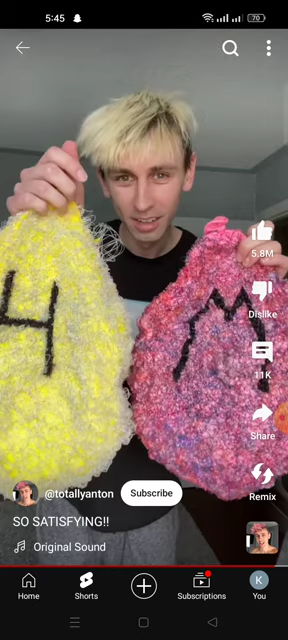 5:45
70
4
M
5.8M
Dislike
11K
Share
Remix
@totallyanton
Subscribe
SO SATISFYING!!
Original Sound
Home
Shorts
Subscriptions
K
You